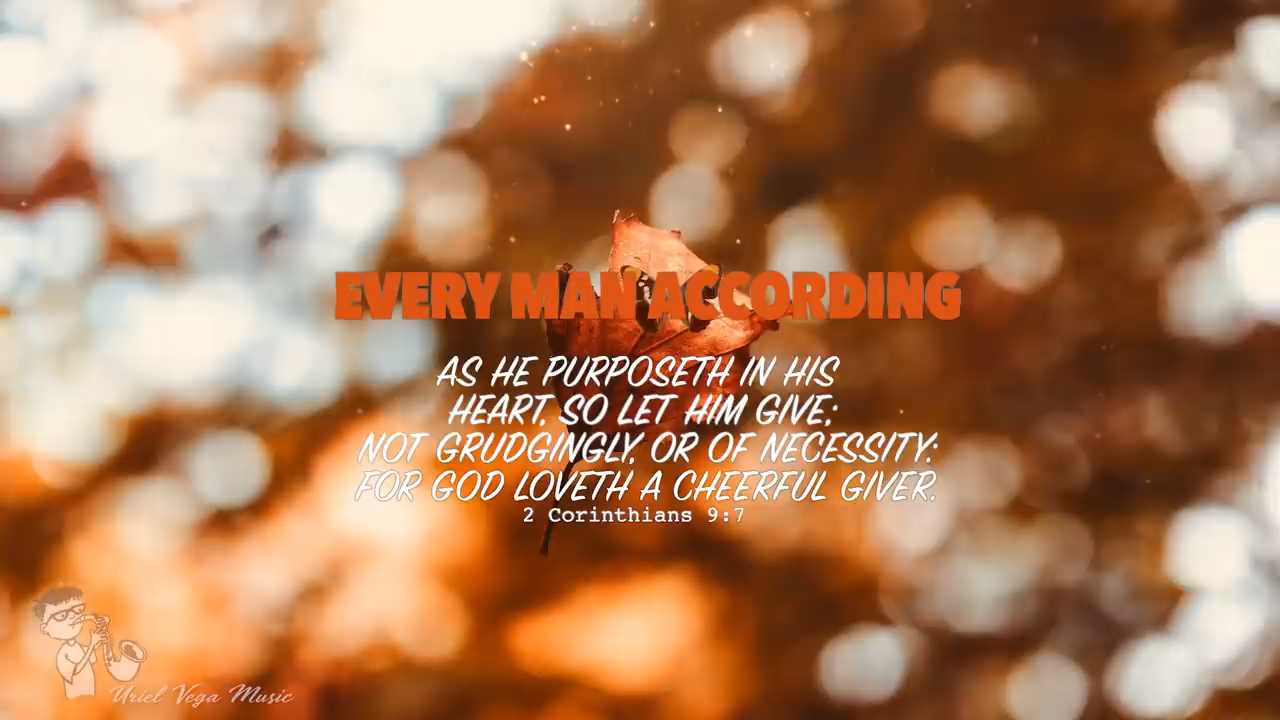 EVERY MAN ACCORDING
AS HE PURPOSETH IN HIS
HEART, SO LET HIM GIVE;
NOT GRUDGINGLY, OR OF NECESSITY:
FOR GOD LOVETH A CHEERFUL GIVER.
2 Corinthians 9:7
Uriel Vega Music